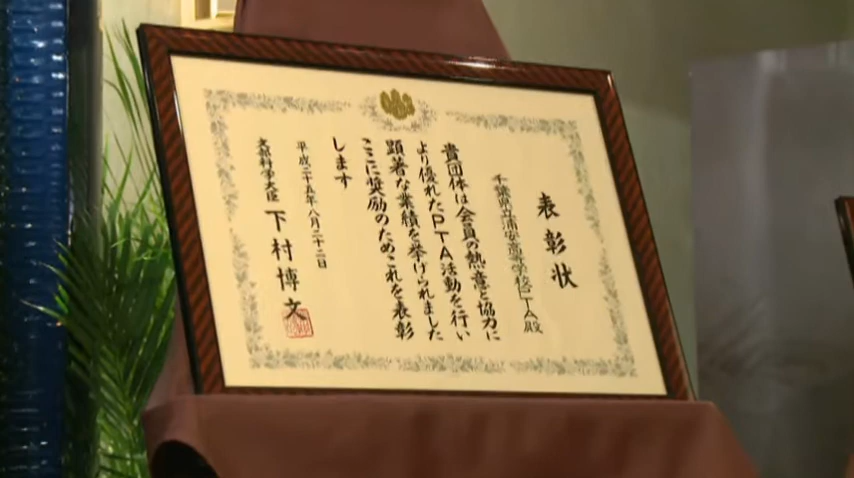 表彰状
千葉県立浦安高等学校PTA殿
貴団体は会員の熱意と協力に
より優れたPTA活動を行い
顕著な業績を挙げられました
ここに奨励のためこれを表彰
します
平成二十五年八月二十二日
文部科学大臣 下村博文